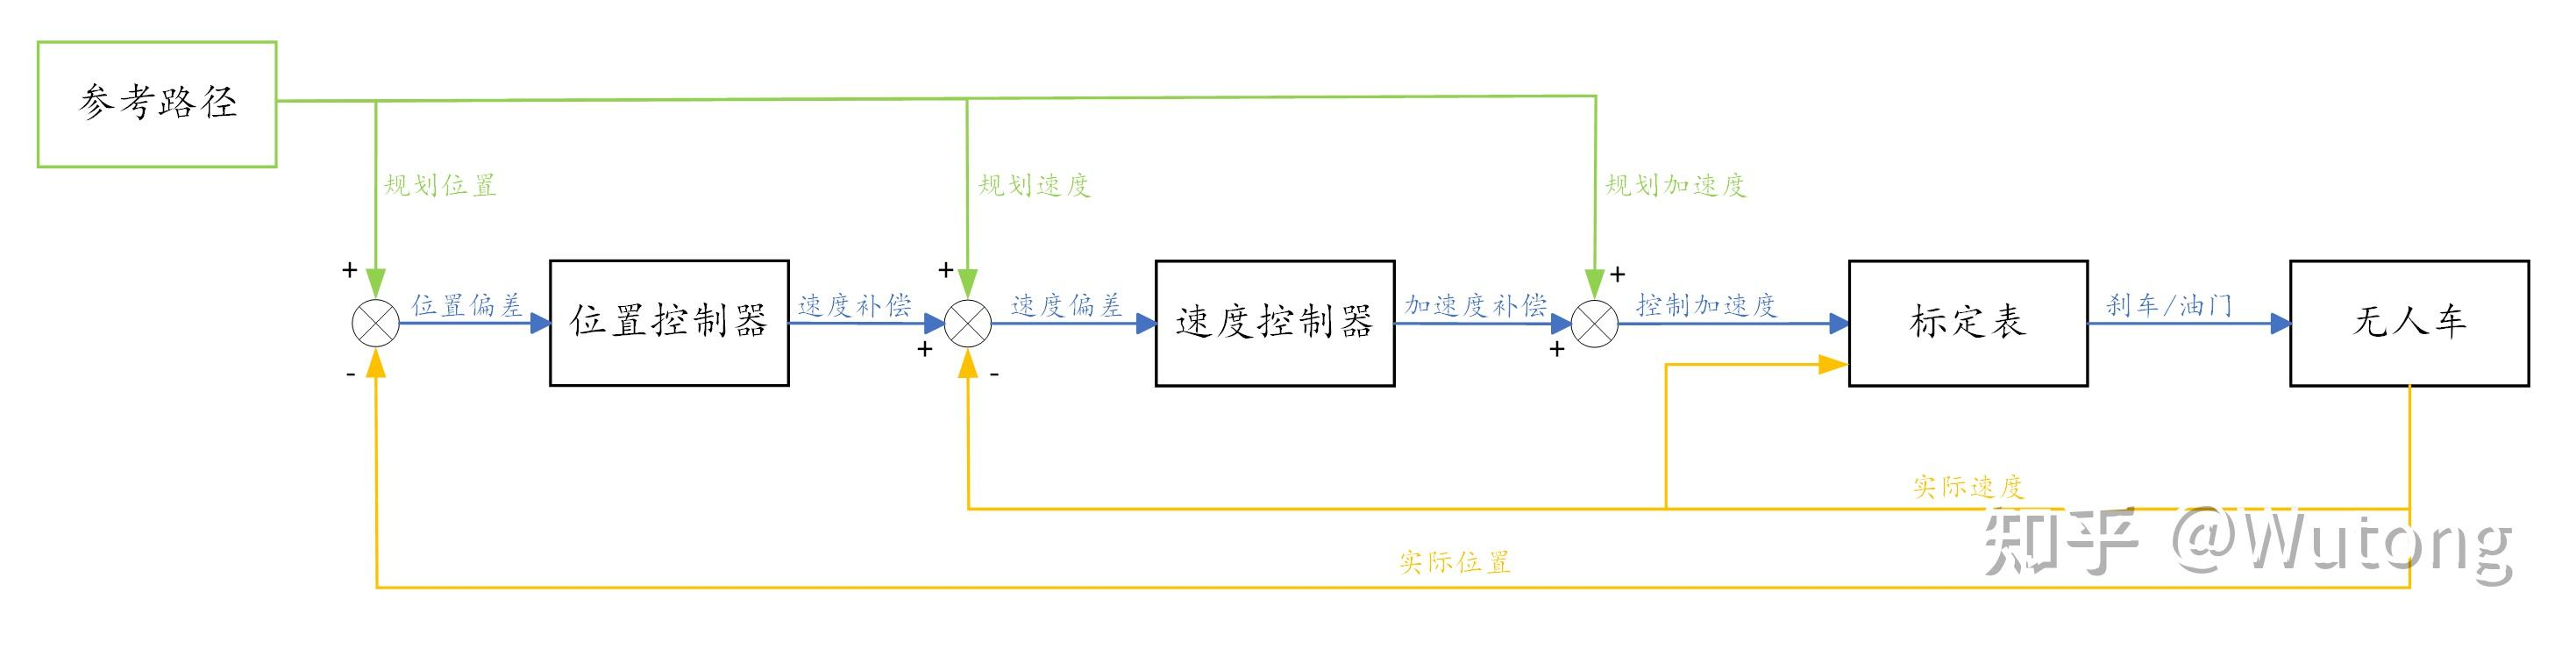 参考路径
规划位置
规划速度
规划加速度
+
+
+
位置偏差
位置控制器
速度补偿
速度偏差
速度控制器
加速度补偿
控制加速度
标定表
刹车/油门
无人车
+
+
-
-
实际速度
实际位置
知乎 @Wutong